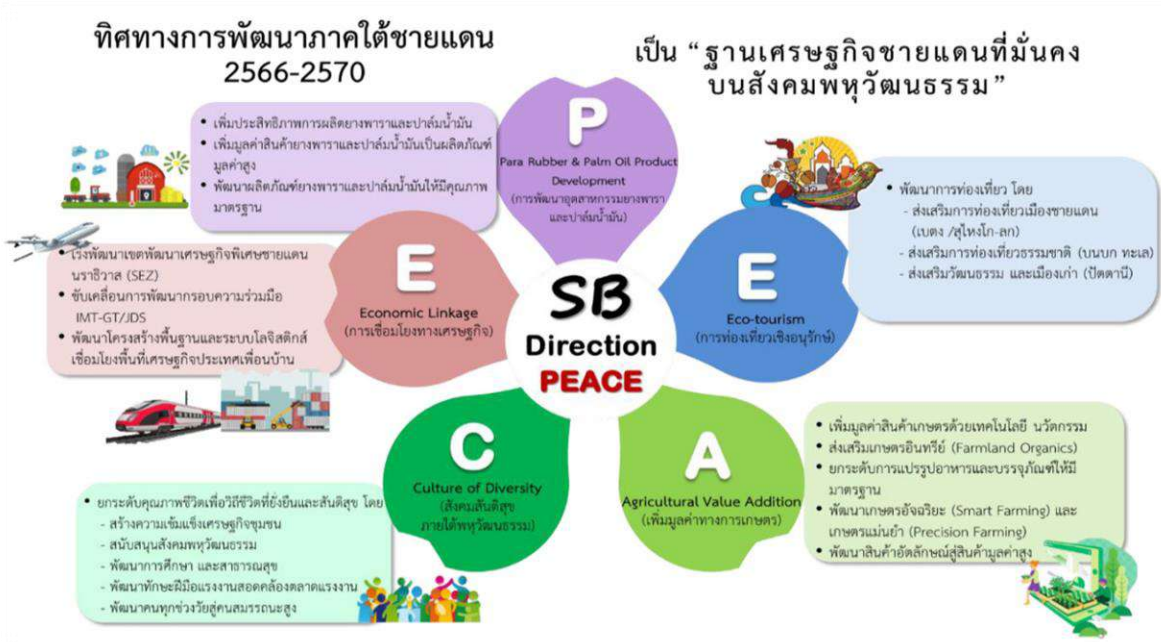 ทิศทางการพัฒนาภาคใต้ชายแดน
2566-2570
เป็น “ ฐานเศรษฐกิจชายแดนที่มั่นคง
บนสังคมพหุวัฒนธรรม”
P
Para Rubber & Palm Oil Product
Development
(การพัฒนาอุตสาหกรรมยางพารา
และปาล์มน้ำมัน)
• เพิ่มประสิทธิภาพการผลิตยางพาราและปาล์มน้ำมัน
• เพิ่มมูลค่าสินค้ายางพาราและปาล์มน้ำมันเป็นผลิตภัณฑ์
มูลค่าสูง
• พัฒนาผลิตภัณฑ์ยางพาราและปาล์มน้ำมันให้มีคุณภาพ
มาตรฐาน
E
Eco-tourism
(การท่องเที่ยวเชิงอนุรักษ์)
• พัฒนาการท่องเที่ยว โดย
- ส่งเสริมการท่องเที่ยวเมืองชายแดน
(เบตง /สุไหงโก-ลก)
- ส่งเสริมการท่องเที่ยวธรรมชาติ (บนบก ทะเล)
- ส่งเสริมวัฒนธรรม และเมืองเก่า (ปัตตานี)
E
Economic Linkage
(การเชื่อมโยงทางเศรษฐกิจ)
• เร่งพัฒนาเขตพัฒนาเศรษฐกิจพิเศษชายแดน
นราธิวาส (SEZ)
• ขับเคลื่อนการพัฒนากรอบความร่วมมือ
IMT-GT/JDS
• พัฒนาโครงสร้างพื้นฐานและระบบโลจิสติกส์
เชื่อมโยงพื้นที่เศรษฐกิจประเทศเพื่อนบ้าน
SB
Direction
PEACE
C
Culture of Diversity
(สังคมสันติสุข
ภายใต้พหุวัฒนธรรม)
• ยกระดับคุณภาพชีวิตเพื่อวิถีชีวิตที่ยั่งยืนและสันติสุข โดย
- สร้างความเข้มแข็งเศรษฐกิจชุมชน
- สนับสนุนสังคมพหุวัฒนธรรม
- พัฒนาการศึกษา และสาธารณสุข
- พัฒนาทักษะฝีมือแรงงานสอดคล้องตลาดแรงงาน
- พัฒนาคนทุกช่วงวัยสู่คนสมรรถนะสูง
A
Agricultural Value Addition
(เพิ่มมูลค่าทางการเกษตร)
• เพิ่มมูลค่าสินค้าเกษตรด้วยเทคโนโลยี นวัตกรรม
• ส่งเสริมเกษตรอินทรีย์ (Farmland Organics)
• ยกระดับการแปรรูปอาหารและบรรจุภัณฑ์ให้มี
มาตรฐาน
• พัฒนาเกษตรอัจฉริยะ (Smart Farming) และ
เกษตรแม่นยำ (Precision Farming)
• พัฒนาสินค้าอัตลักษณ์สู่สินค้ามูลค่าสูง